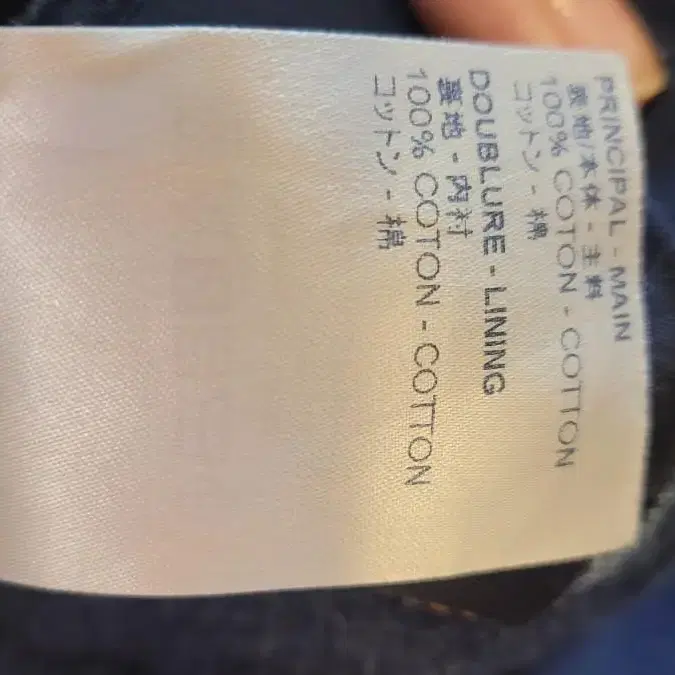 PRINCIPAL - MAIN
表地/本体 - 主料
100% COTON - COTTON
コットン - 棉
DOUBLURE - LINING
裏地 - 内衬
100% COTON - COTTON
コットン - 棉